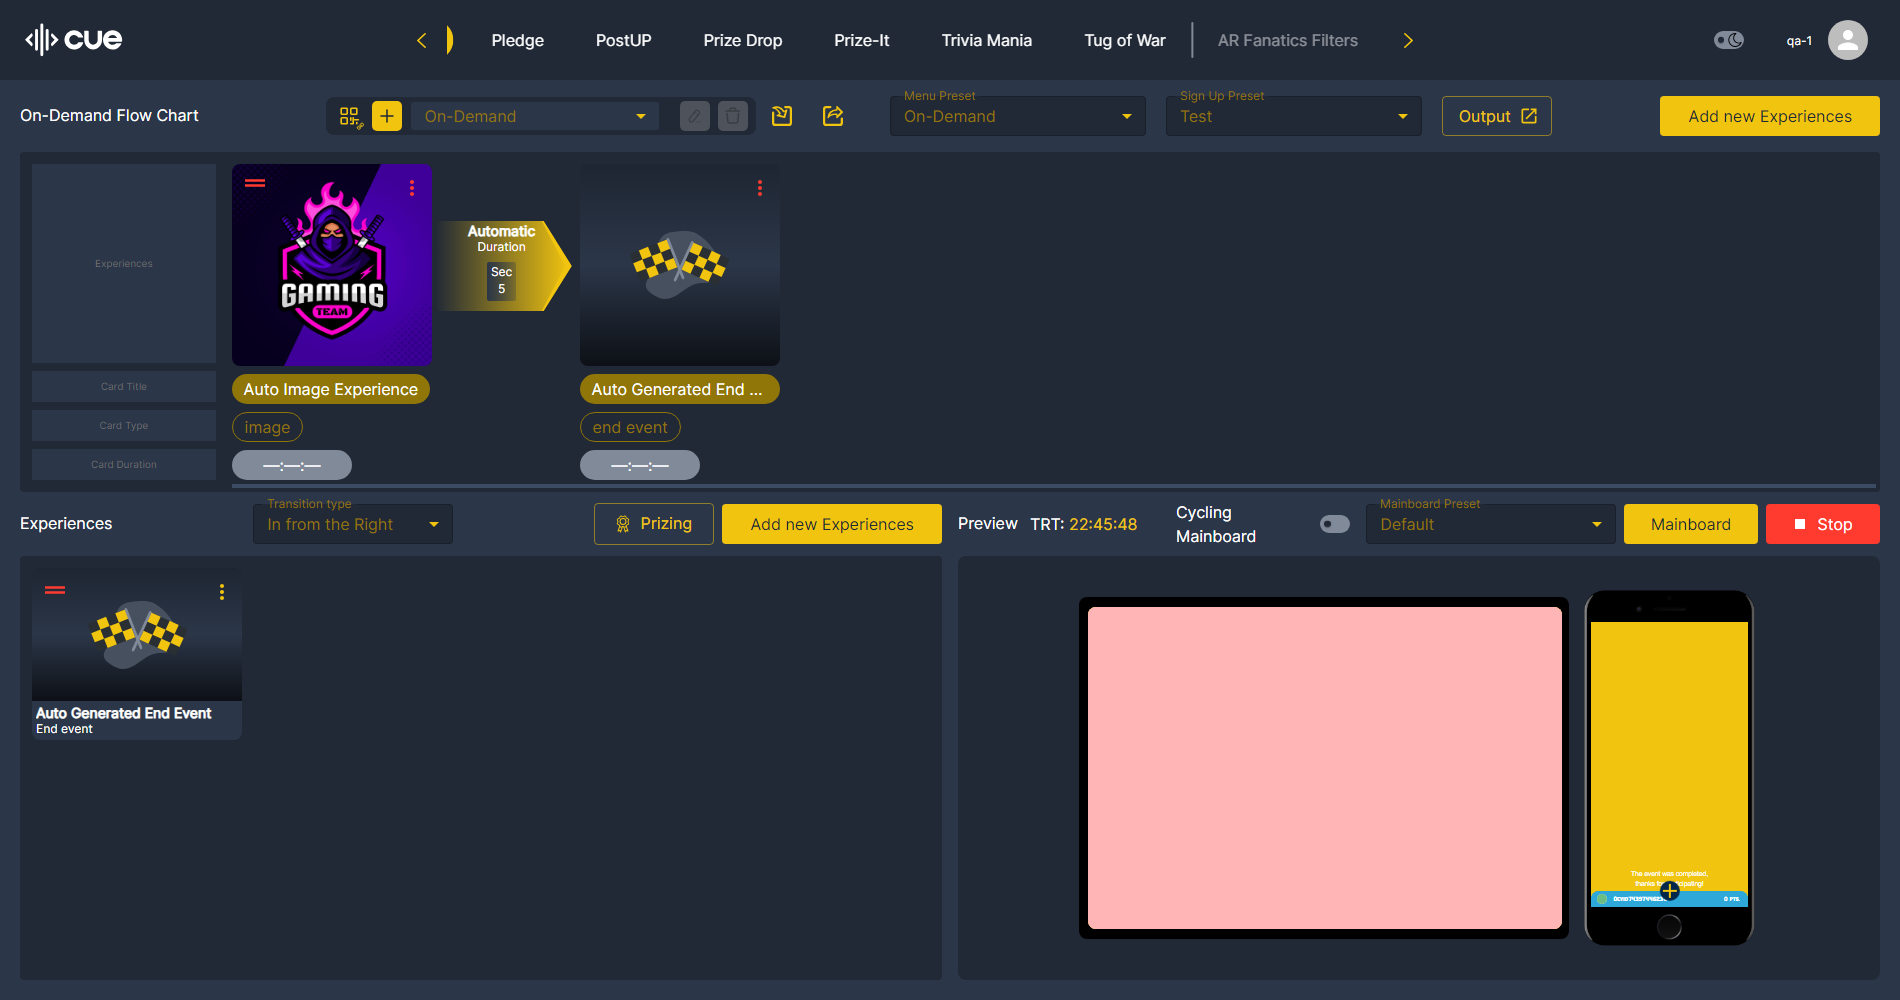 cue
Pledge
PostUP
Prize Drop
Prize-It
Trivia Mania
Tug of War
AR Fanatics Filters
qa-1
On-Demand Flow Chart
On-Demand
Menu Preset
On-Demand
Sign Up Preset
Test
Output
Add new Experiences
Experiences
GAMING
TEAM
Automatic
Duration
Sec
5
Card Title
Auto Image Experience
Auto Generated End ...
Card Type
image
end event
Card Duration
—:—:—
—:—:—
Experiences
Transition type
In from the Right
Prizing
Add new Experiences
Preview
TRT: 22:45:48
Cycling
Mainboard
Mainboard Preset
Default
Mainboard
Stop
Auto Generated End Event
End event
The event was completed,
0 PTS.